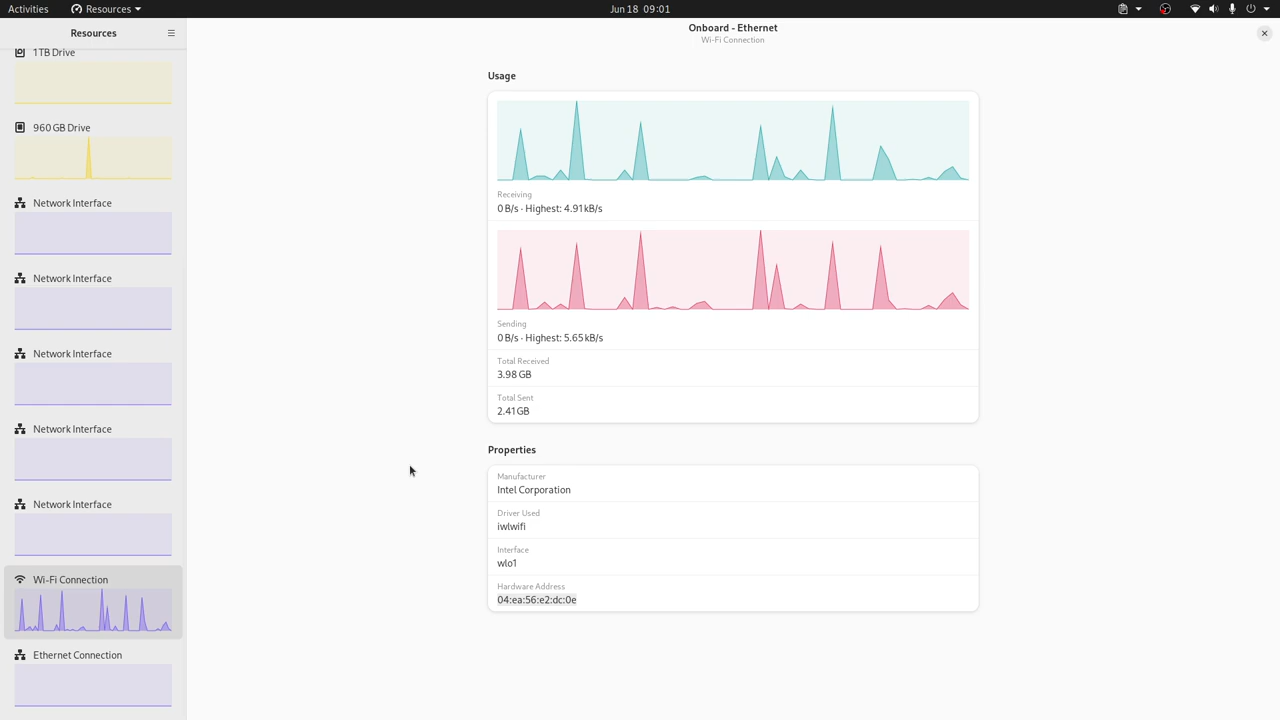 Activities
Resources
Jun 18 09:01
Resources
1 TB Drive
960 GB Drive
Network Interface
Network Interface
Network Interface
Network Interface
Network Interface
Wi-Fi Connection
Ethernet Connection
Onboard - Ethernet
Wi-Fi Connection
Usage
Receiving
0 B/s · Highest: 4.91 kB/s
Sending
0 B/s · Highest: 5.65 kB/s
Total Received
3.98 GB
Total Sent
2.41 GB
Properties
Manufacturer
Intel Corporation
Driver Used
iwlwifi
Interface
wlo1
Hardware Address
04:ea:56:e2:dc:0e